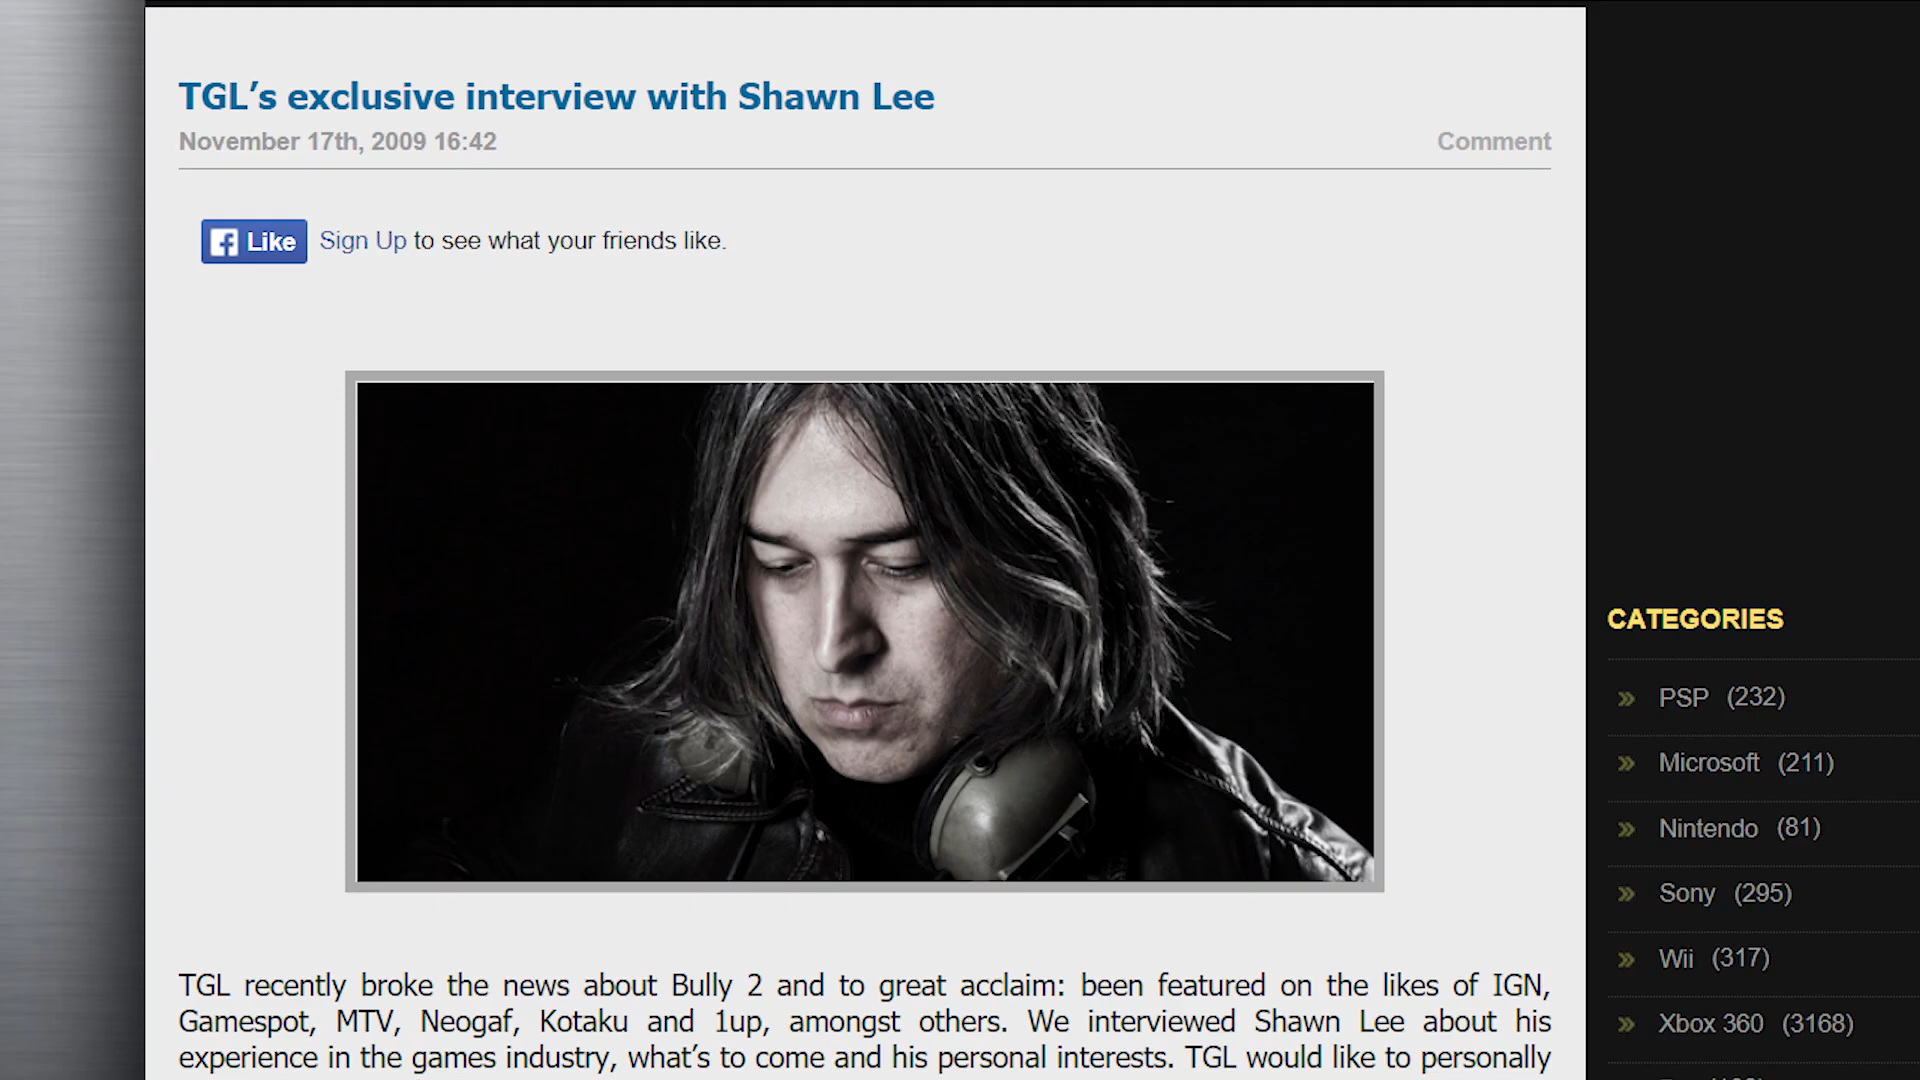 TGL’s exclusive interview with Shawn Lee
November 17th, 2009 16:42
Comment
Like Sign Up to see what your friends like.
TGL recently broke the news about Bully 2 and to great acclaim: been featured on the likes of IGN,
Gamespot, MTV, Neogaf, Kotaku and 1up, amongst others. We interviewed Shawn Lee about his
experience in the games industry, what’s to come and his personal interests. TGL would like to personally
CATEGORIES
» PSP (232)
» Microsoft (211)
» Nintendo (81)
» Sony (295)
» Wii (317)
» Xbox 360 (3168)